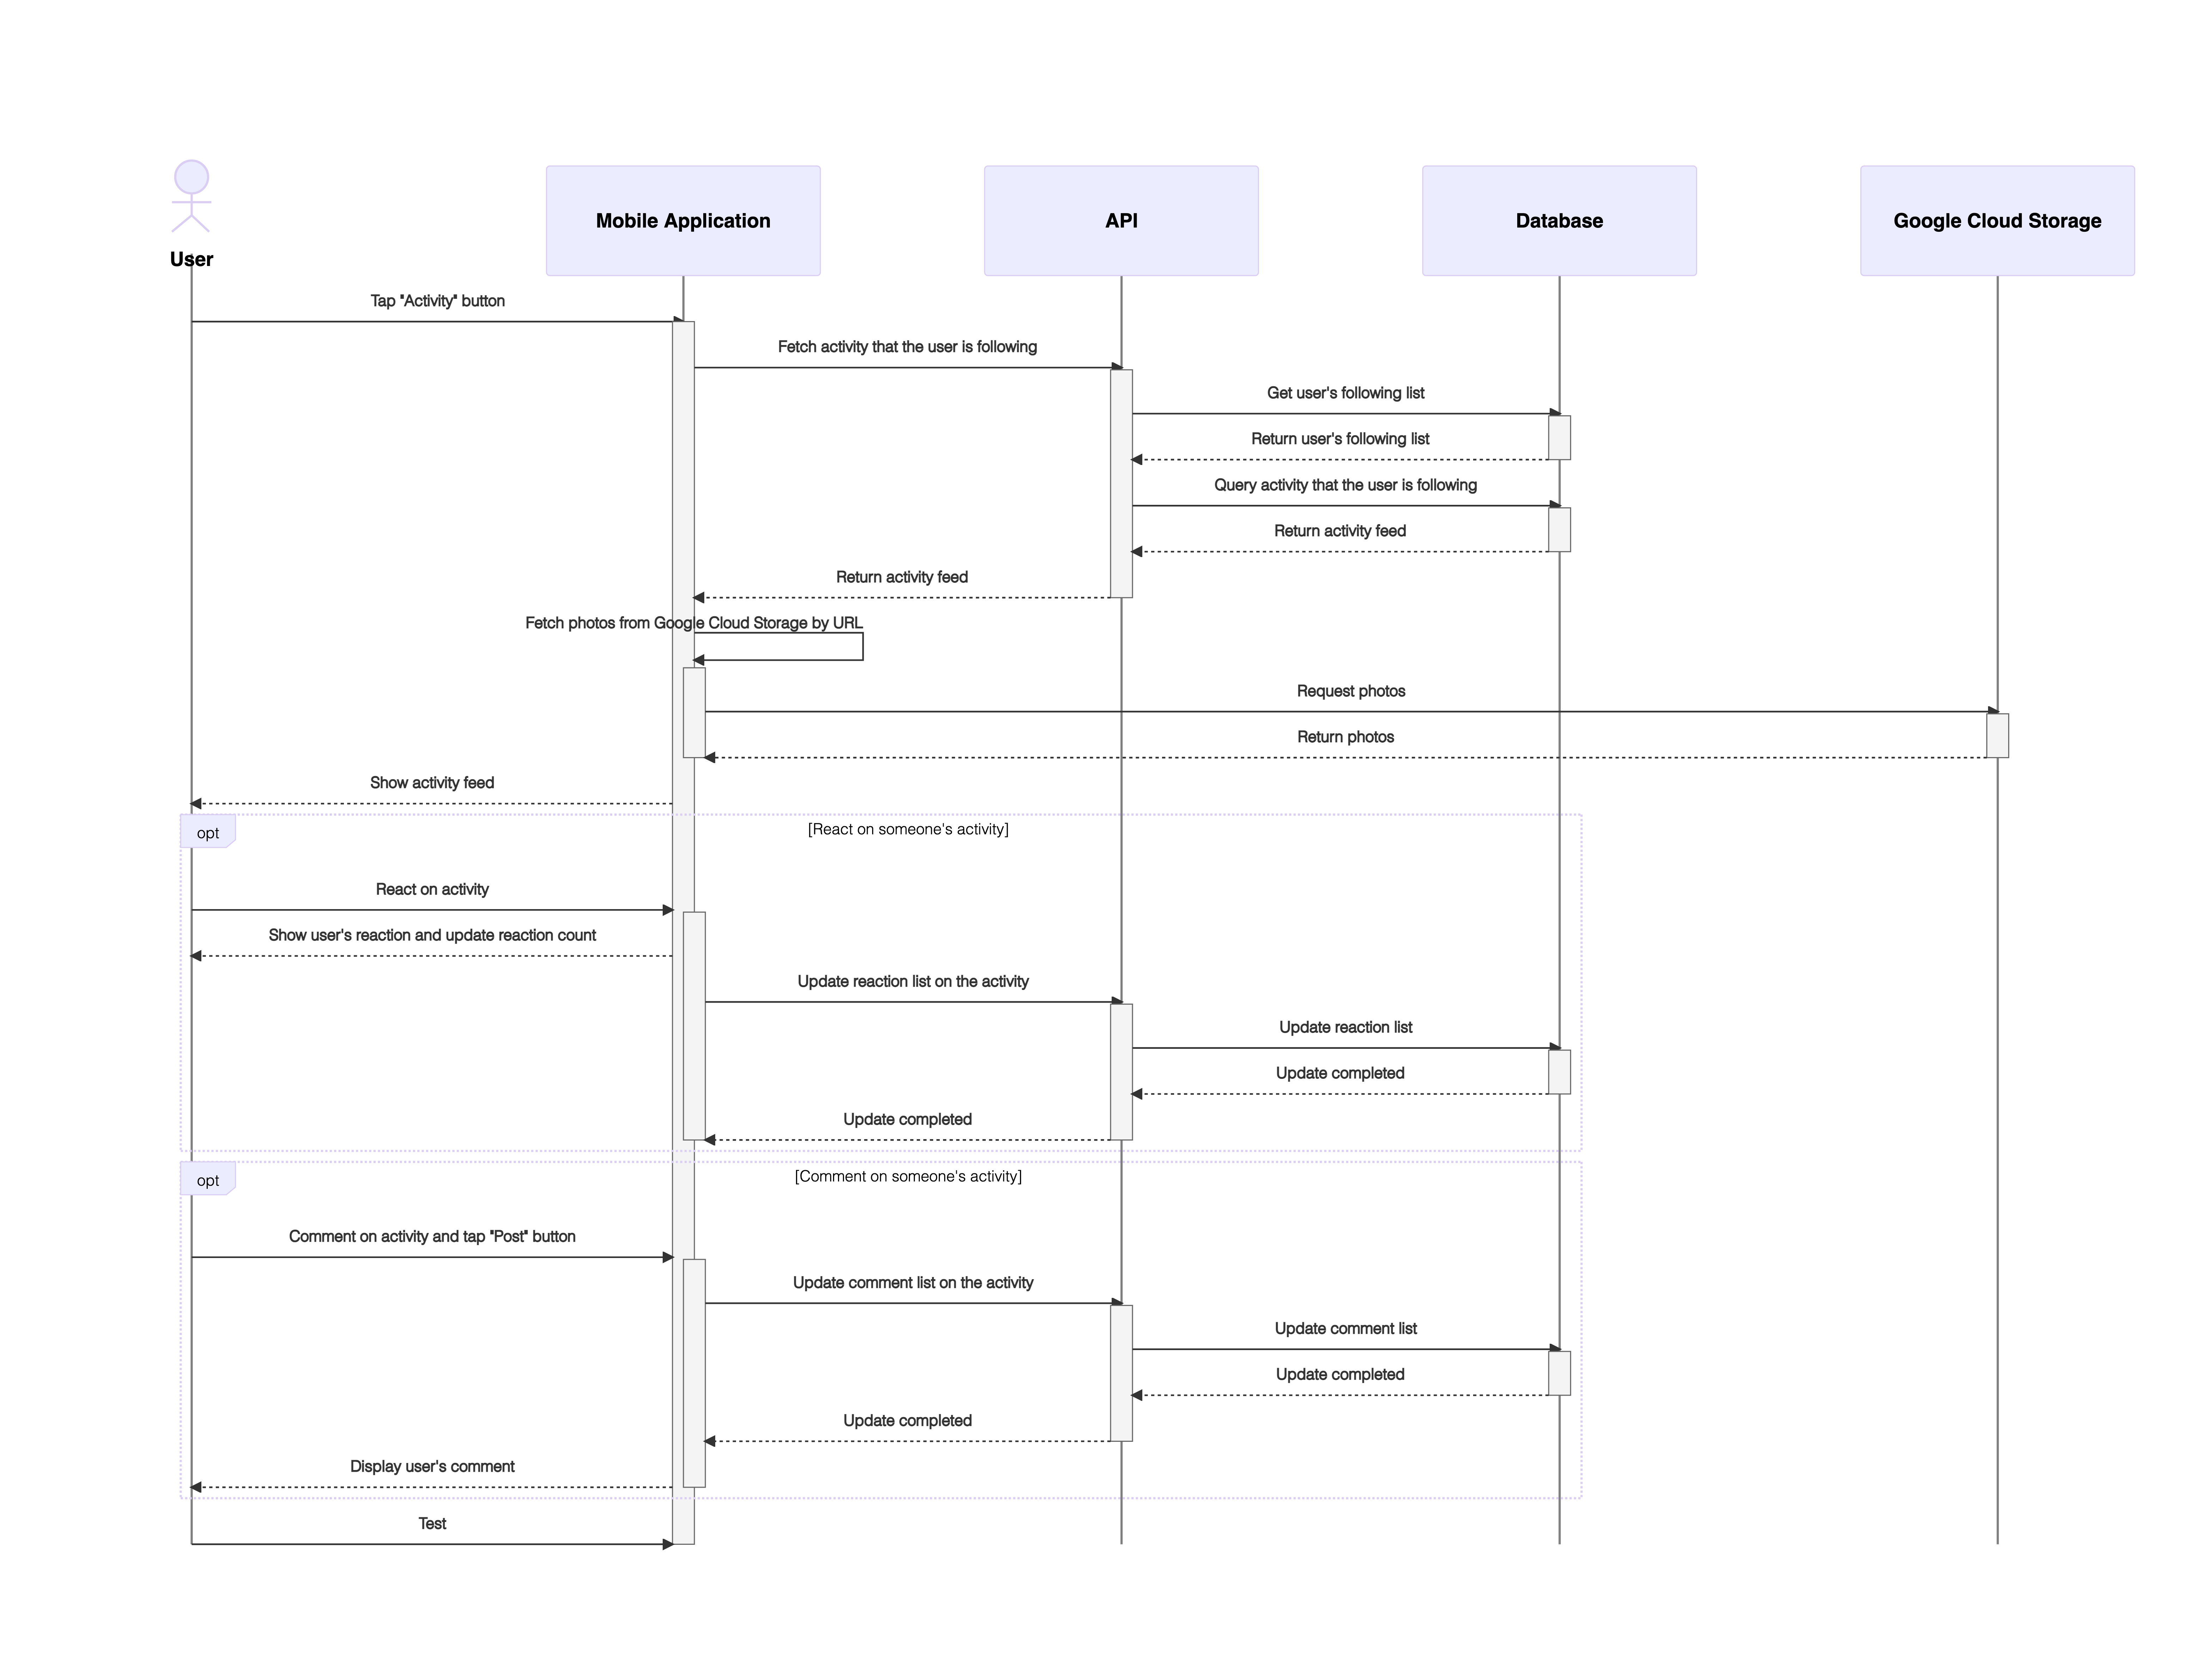 User
Mobile Application
API
Database
Google Cloud Storage
Tap "Activity" button
Fetch activity that the user is following
Get user's following list
Return user's following list
Query activity that the user is following
Return activity feed
Return activity feed
Fetch photos from Google Cloud Storage by URL
Request photos
Return photos
Show activity feed
opt
[React on someone's activity]
React on activity
Show user's reaction and update reaction count
Update reaction list on the activity
Update reaction list
Update completed
Update completed
opt
[Comment on someone's activity]
Comment on activity and tap "Post" button
Update comment list on the activity
Update comment list
Update completed
Update completed
Display user's comment
Test